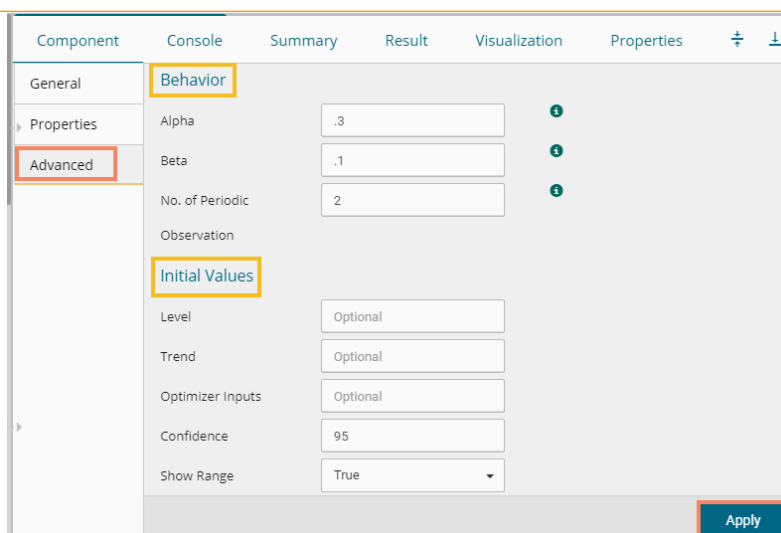 Component Console Summary Result Visualization Properties
General
Properties
Advanced
Behavior
Alpha .3
Beta .1
No. of Periodic 2
Observation
Initial Values
Level Optional
Trend Optional
Optimizer Inputs Optional
Confidence 95
Show Range True
Apply